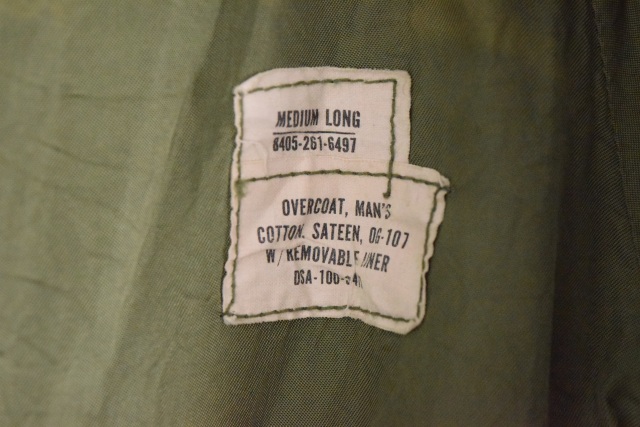 MEDIUM LONG
8405-261-6497
OVERCOAT, MAN'S
COTTON. SATEEN, OG-107
W/ REMOVABLE LINER